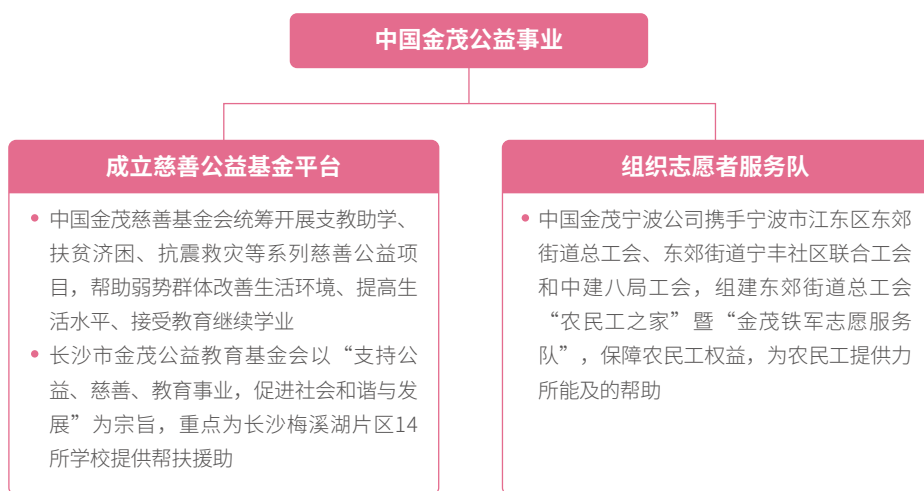 中国金茂公益事业
成立慈善公益基金平台
• 中国金茂慈善基金会统筹开展支教助学、
扶贫济困、抗震救灾等系列慈善公益项
目，帮助弱势群体改善生活环境、提高生
活水平、接受教育继续学业
• 长沙市金茂公益教育基金会以“支持公
益、慈善、教育事业，促进社会和谐与发
展”为宗旨，重点为长沙梅溪湖片区14
所学校提供帮扶援助
组织志愿者服务队
• 中国金茂宁波公司携手宁波市江东区东郊
街道总工会、东郊街道宁丰社区联合工会
和中建八局工会，组建东郊街道总工会
“农民工之家”暨“金茂铁军志愿服务
队”，保障农民工权益，为农民工提供力
所能及的帮助